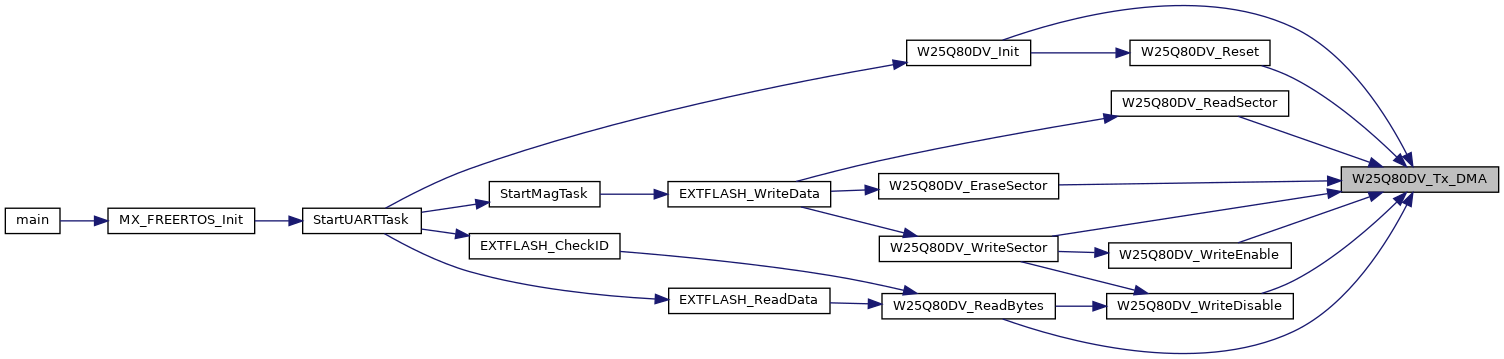 main
MX_FREERTOS_Init
StartUARTTask
StartMagTask
EXTFLASH_CheckID
EXTFLASH_ReadData
EXTFLASH_WriteData
W25Q80DV_Init
W25Q80DV_Reset
W25Q80DV_ReadSector
W25Q80DV_EraseSector
W25Q80DV_WriteSector
W25Q80DV_WriteEnable
W25Q80DV_ReadBytes
W25Q80DV_WriteDisable
W25Q80DV_Tx_DMA